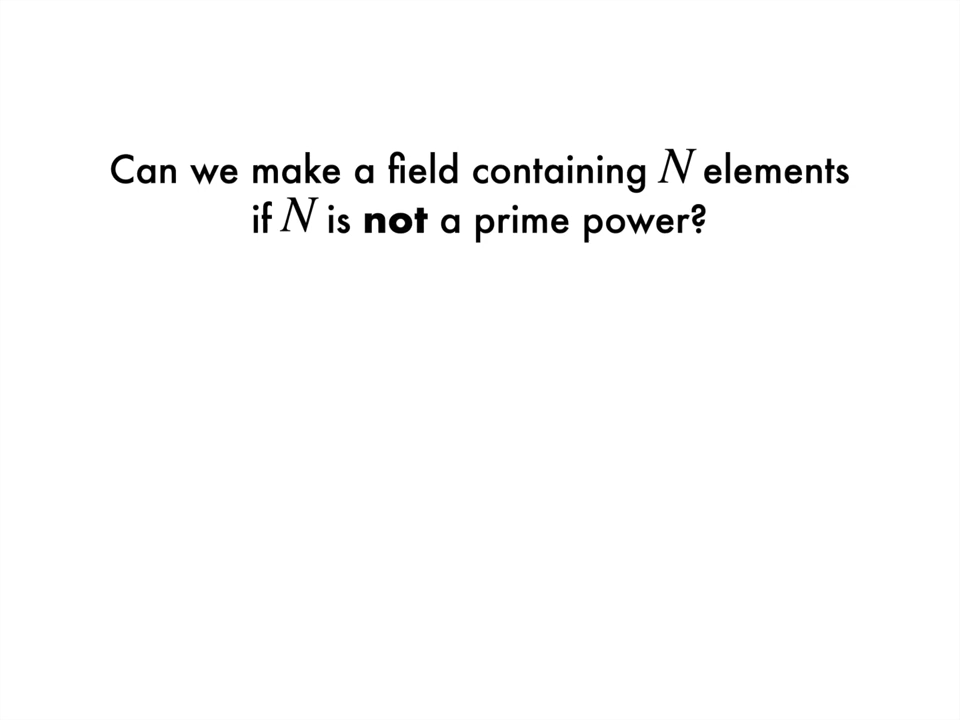 Can we make a field containing N elements
if N is not a prime power?